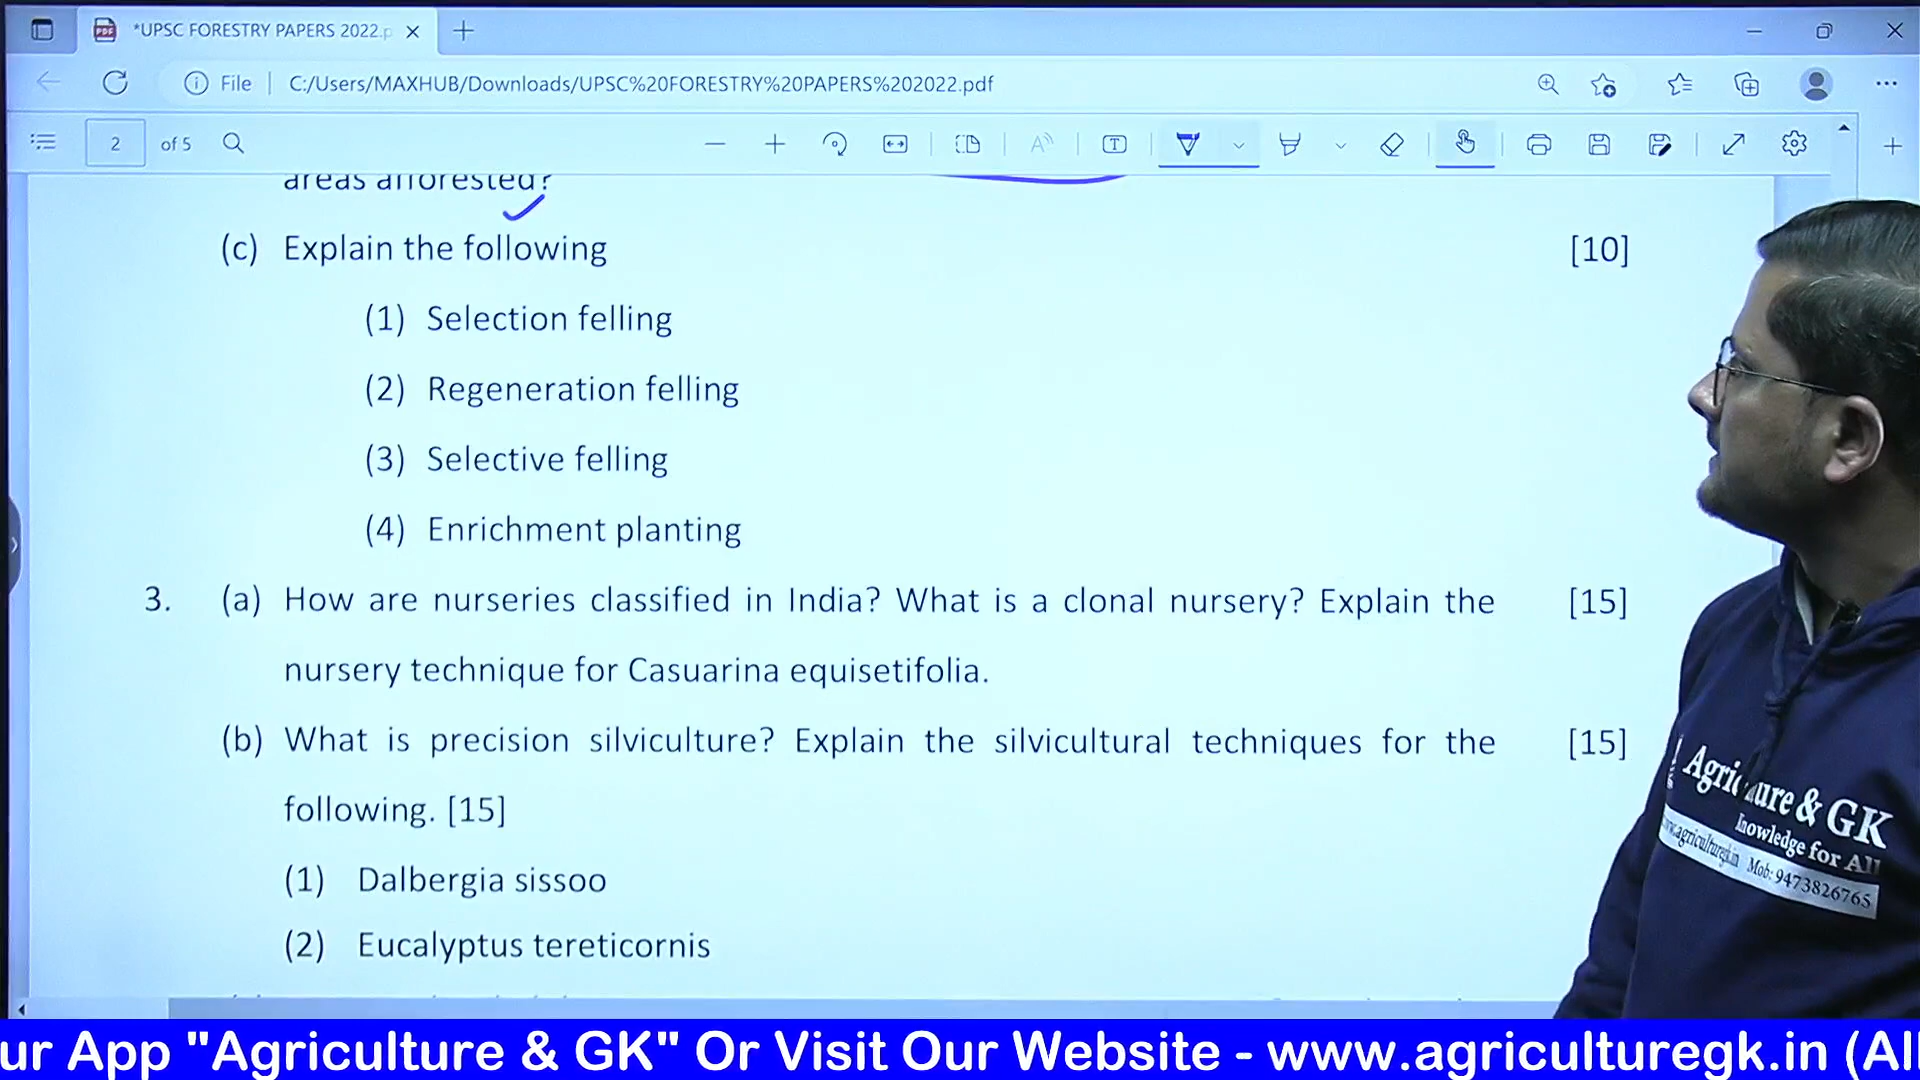 *UPSC FORESTRY PAPERS 2022.p
File
C:/Users/MAXHUB/Downloads/UPSC%20FORESTRY%20PAPERS%202022.pdf
2 of 5
areas afforested?
(c) Explain the following [10]
(1) Selection felling
(2) Regeneration felling
(3) Selective felling
(4) Enrichment planting
3. (a) How are nurseries classified in India? What is a clonal nursery? Explain the [15]
nursery technique for Casuarina equisetifolia.
(b) What is precision silviculture? Explain the silvicultural techniques for the [15]
following. [15]
(1) Dalbergia sissoo
(2) Eucalyptus tereticornis
& GK
Knowledge for All
Mob: 9473826765
ur App "Agriculture & GK" Or Visit Our Website - www.agriculturegk.in (Al